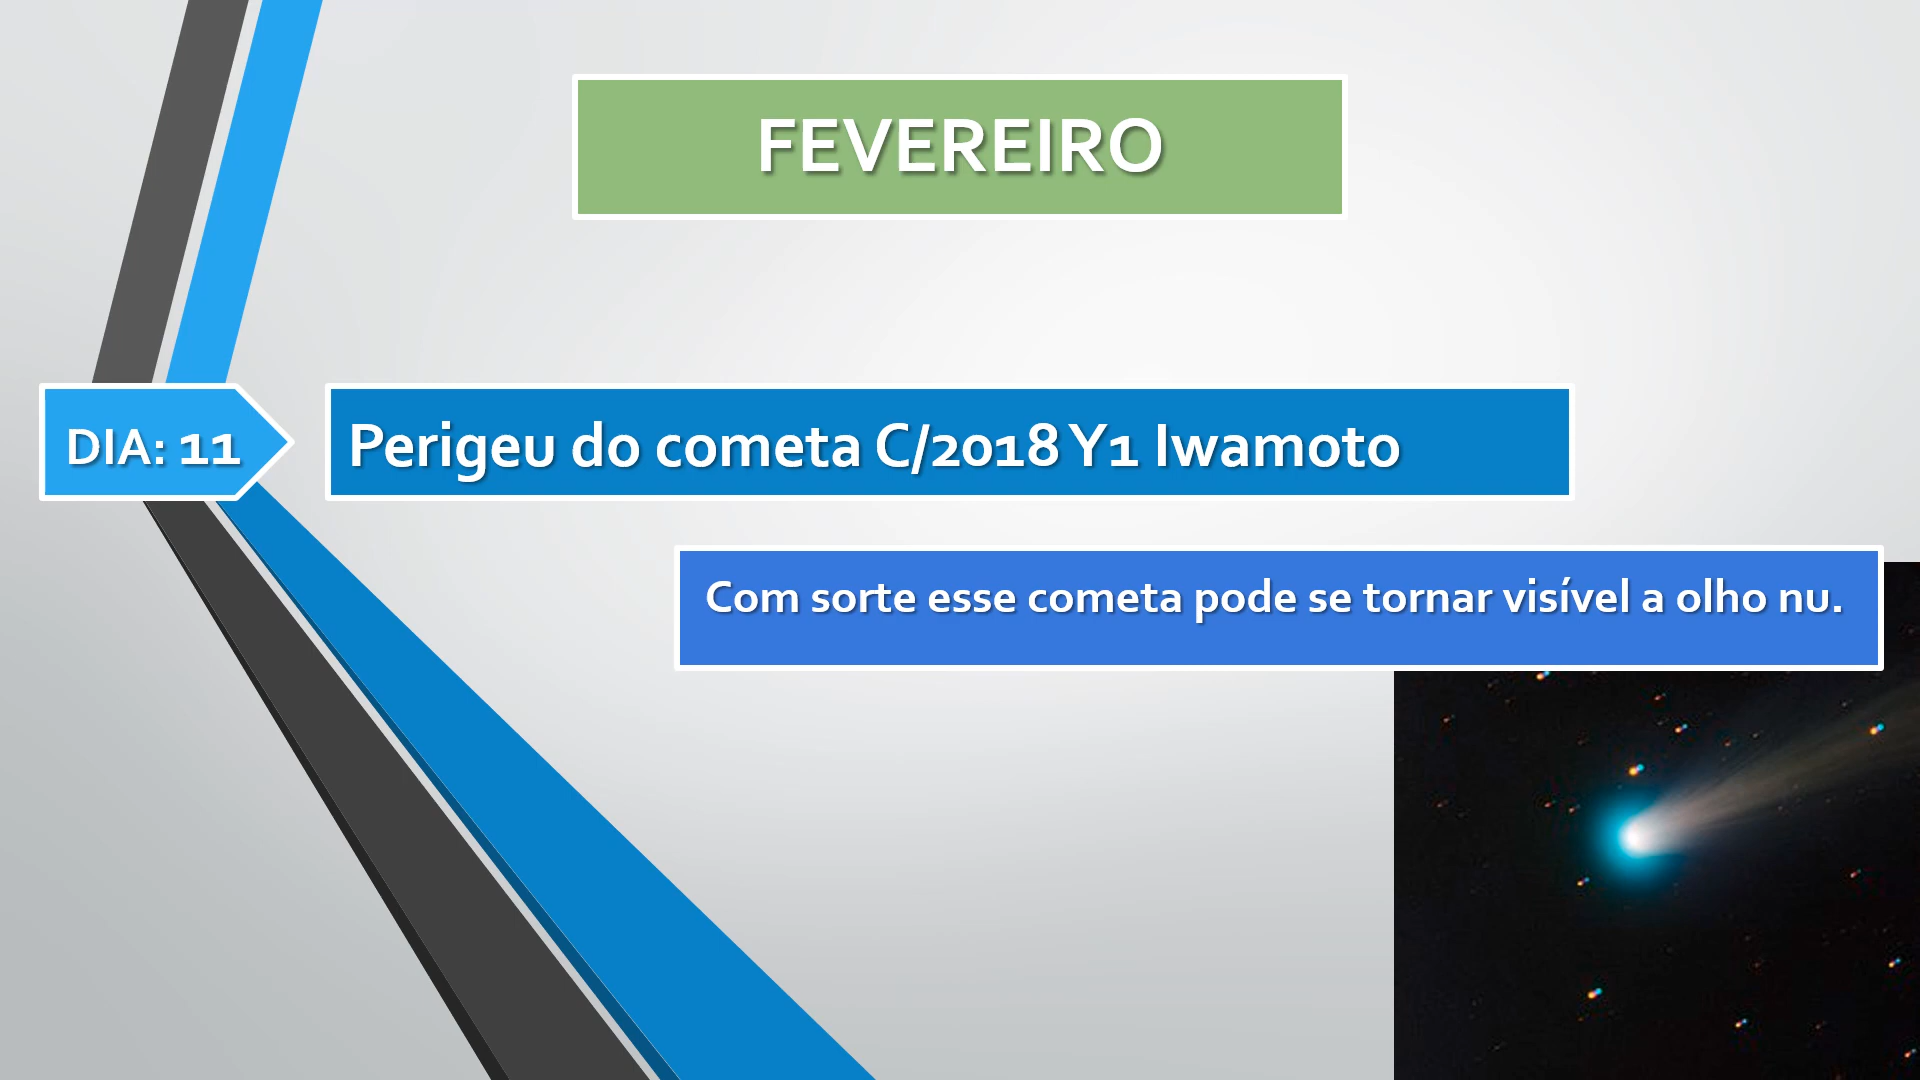 FEVEREIRO
DIA: 11
Perigeu do cometa C/2018 Y1 Iwamoto
Com sorte esse cometa pode se tornar visível a olho nu.